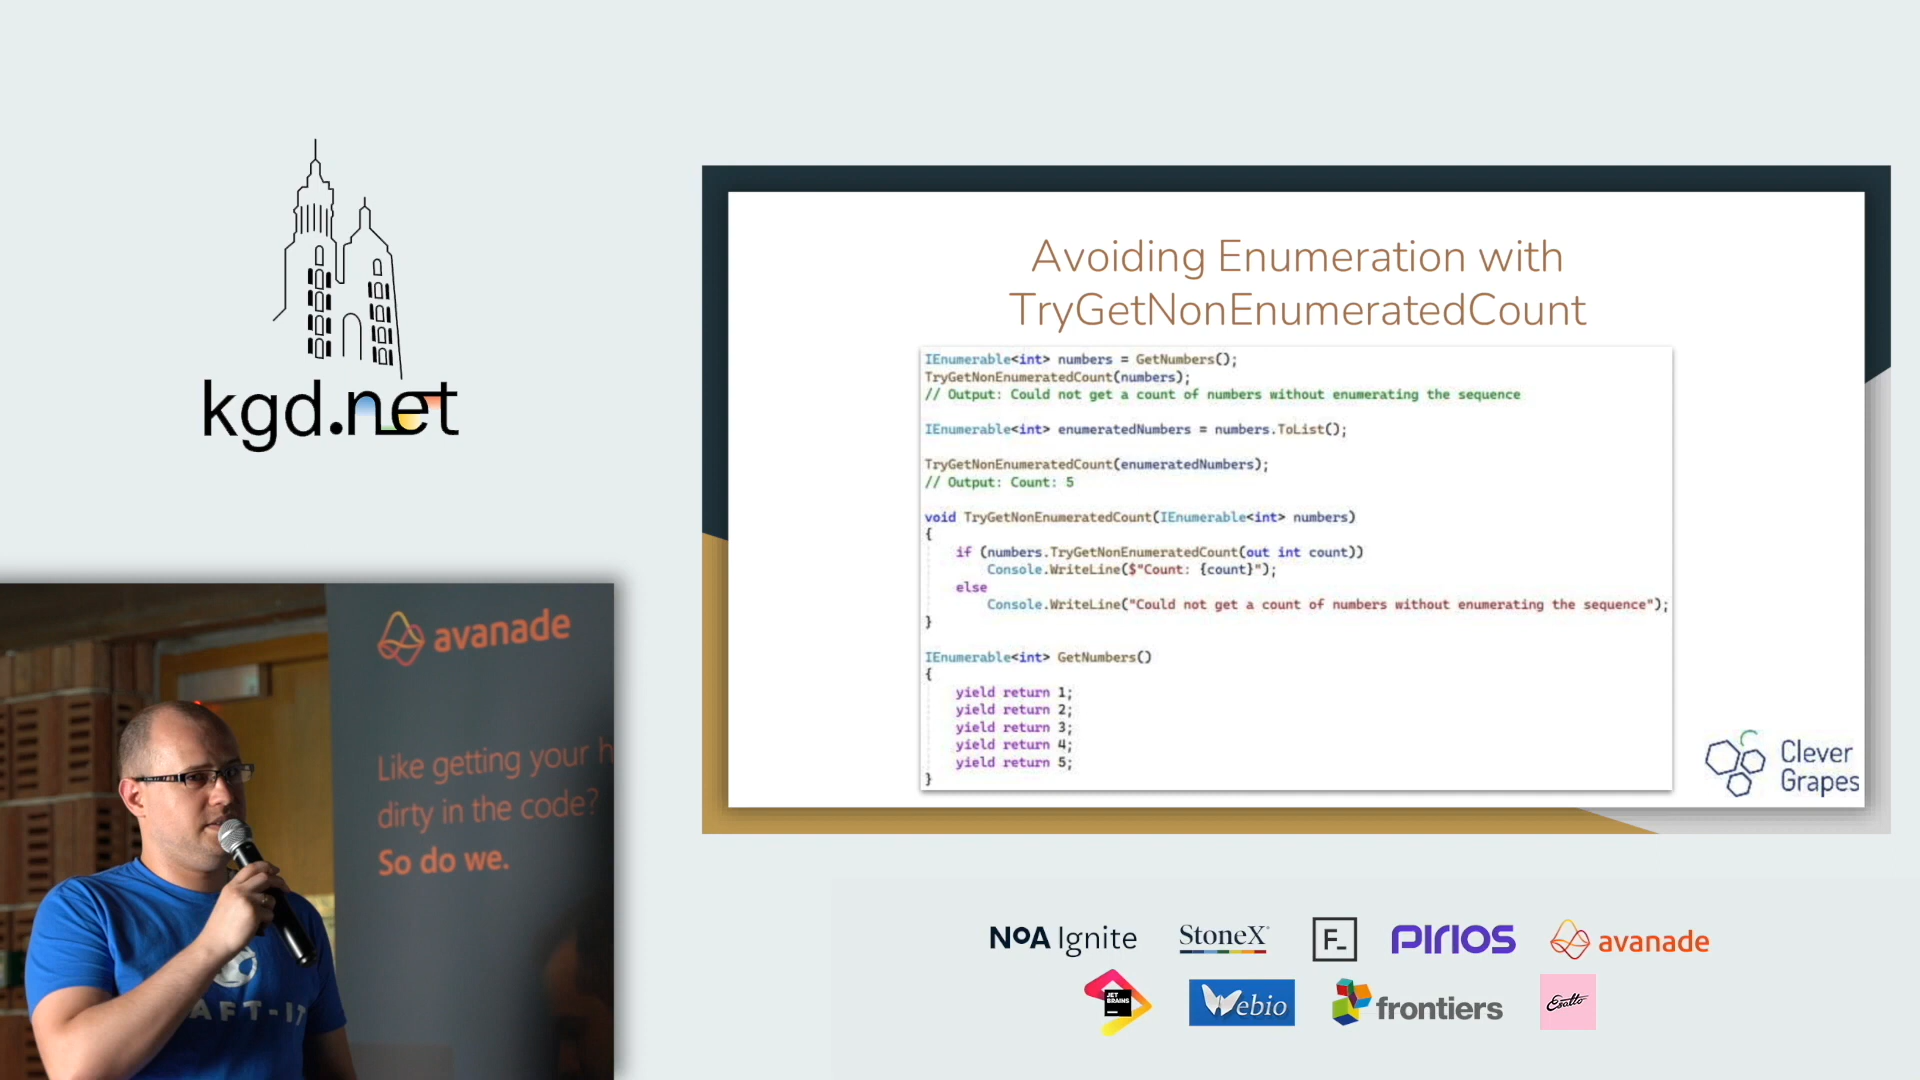 kgd.net
avanade
Like getting your h
dirty in the code?
So do we.
AFT-IT
Avoiding Enumeration with
TryGetNonEnumeratedCount
IEnumerable<int> numbers = GetNumbers();
TryGetNonEnumeratedCount(numbers);
// Output: Could not get a count of numbers without enumerating the sequence
IEnumerable<int> enumeratedNumbers = numbers.ToList();
TryGetNonEnumeratedCount(enumeratedNumbers);
// Output: Count: 5
void TryGetNonEnumeratedCount(IEnumerable<int> numbers)
{
    if (numbers.TryGetNonEnumeratedCount(out int count))
        Console.WriteLine($"Count: {count}");
    else
        Console.WriteLine("Could not get a count of numbers without enumerating the sequence");
}
IEnumerable<int> GetNumbers()
{
    yield return 1;
    yield return 2;
    yield return 3;
    yield return 4;
    yield return 5;
}
Clever
Grapes
NOA Ignite
StoneX
F_
PIRIOS
avanade
JET
BRAINS
Webio
frontiers
Esatto